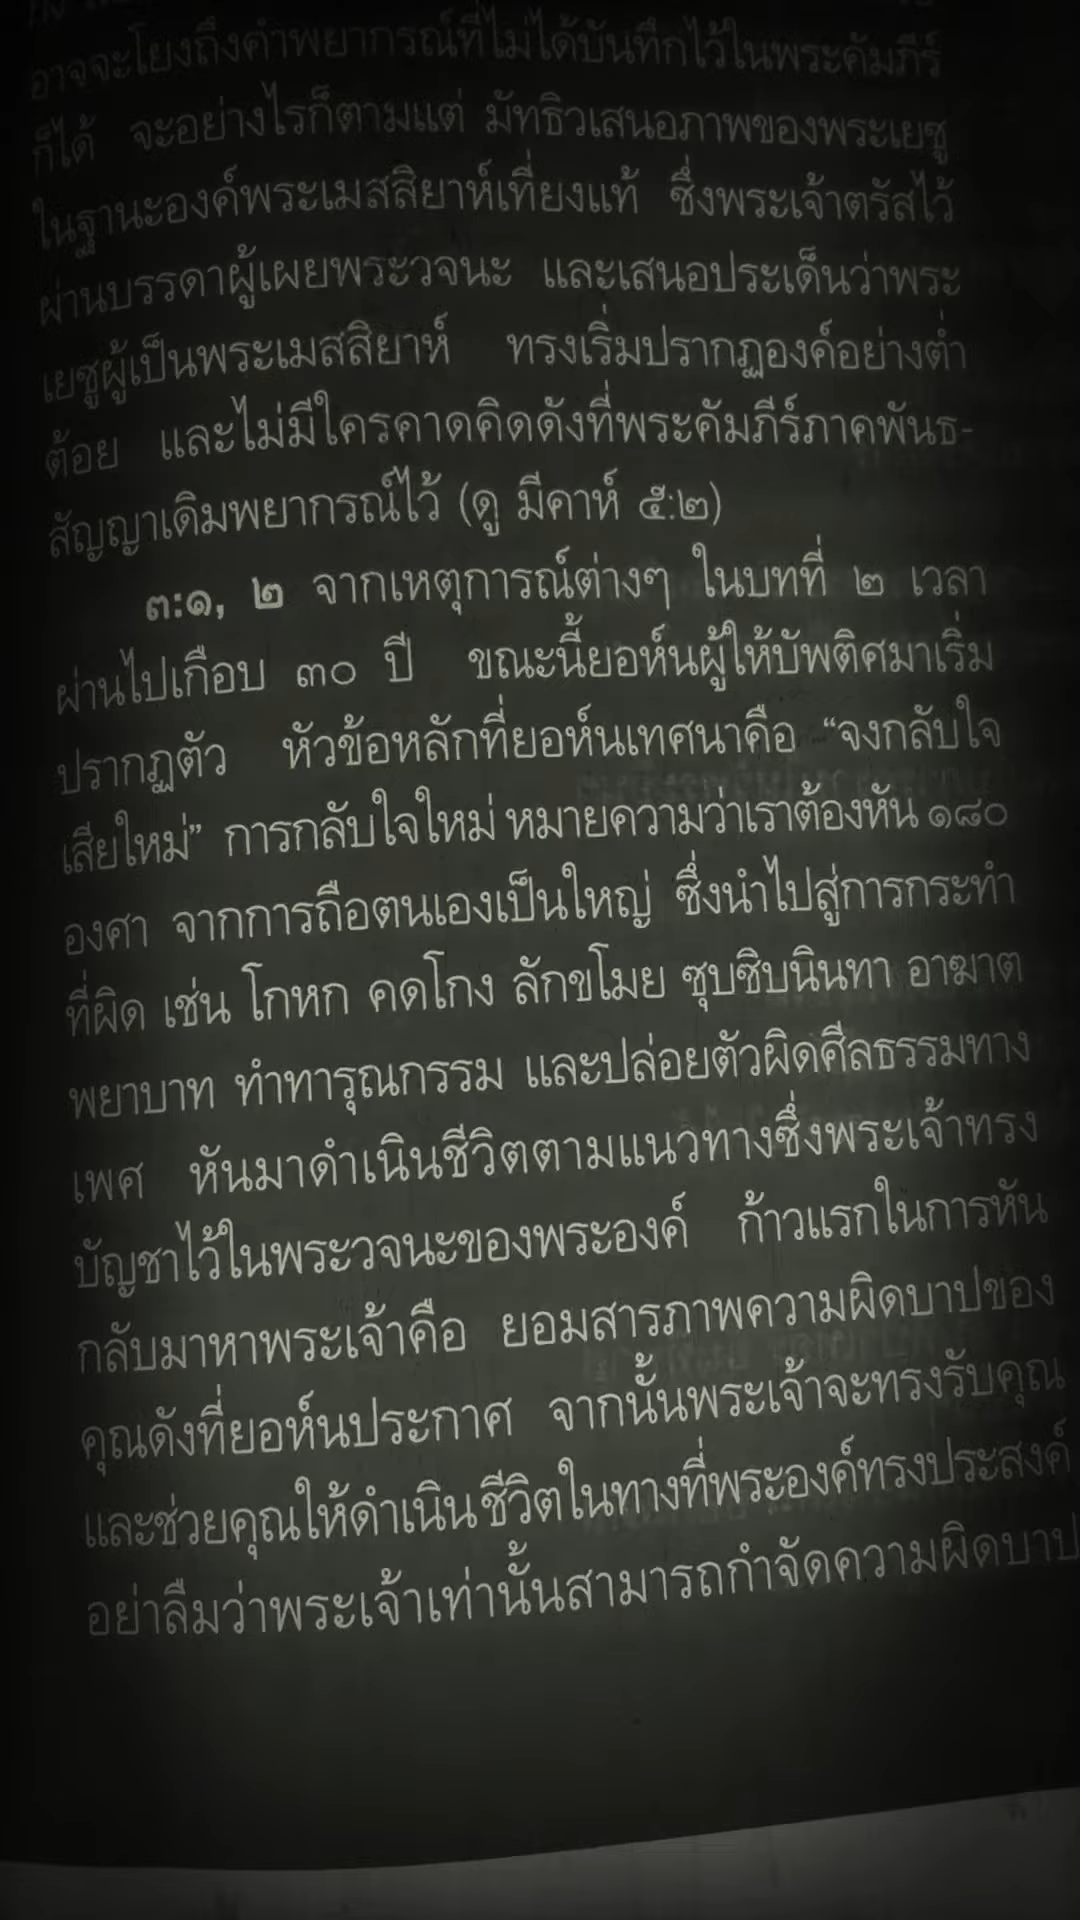 อาจจะโยงถึงคำพยากรณ์ที่ไม่ได้บันทึกไว้ในพระคัมภีร์
ก็ได้ จะอย่างไรก็ตามแต่ มัทธิวเสนอภาพของพระเยซู
ในฐานะองค์พระเมสสิยาห์เที่ยงแท้ ซึ่งพระเจ้าตรัสไว้
ผ่านบรรดาผู้เผยพระวจนะ และเสนอประเด็นว่าพระ
เยซูผู้เป็นพระเมสสิยาห์ ทรงเริ่มปรากฏองค์อย่างต่ำ
ต้อย และไม่มีใครคาดคิดดังที่พระคัมภีร์ภาคพันธ-
สัญญาเดิมพยากรณ์ไว้ (ดู มีคาห์ ๕:๒)
๓:๑, ๒ จากเหตุการณ์ต่างๆ ในบทที่ ๒ เวลา
ผ่านไปเกือบ ๓๐ ปี ขณะนี้ยอห์นผู้ให้บัพติศมาเริ่ม
ปรากฏตัว หัวข้อหลักที่ยอห์นเทศนาคือ “จงกลับใจ
เสียใหม่” การกลับใจใหม่ หมายความว่าเราต้องหัน ๑๘๐
องศา จากการถือตนเองเป็นใหญ่ ซึ่งนำไปสู่การกระทำ
ที่ผิด เช่น โกหก คดโกง ลักขโมย ซุบซิบนินทา อาฆาต
พยาบาท ทำทารุณกรรม และปล่อยตัวผิดศีลธรรมทาง
เพศ หันมาดำเนินชีวิตตามแนวทางซึ่งพระเจ้าทรง
บัญชาไว้ในพระวจนะของพระองค์ ก้าวแรกในการหัน
กลับมาหาพระเจ้าคือ ยอมสารภาพความผิดบาปของ
คุณดังที่ยอห์นประกาศ จากนั้นพระเจ้าจะทรงรับคุณ
และช่วยคุณให้ดำเนินชีวิตในทางที่พระองค์ทรงประสงค์
อย่าลืมว่าพระเจ้าเท่านั้นสามารถกำจัดความผิดบาป